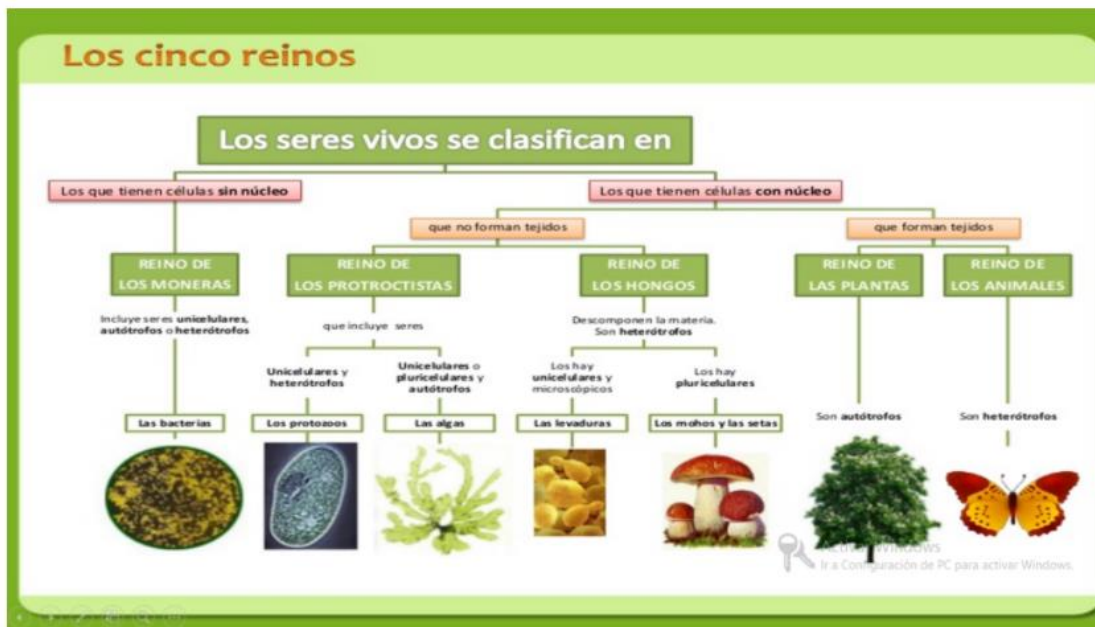 Los cinco reinos
Los seres vivos se clasifican en
Los que tienen células sin núcleo
Los que tienen células con núcleo
que no forman tejidos
que forman tejidos
REINO DE
LOS MONERAS
REINO DE
LOS PROTROCTISTAS
REINO DE
LOS HONGOS
REINO DE
LAS PLANTAS
REINO DE
LOS ANIMALES
Incluye seres unicelulares,
autótrofos o heterótrofos
que incluye seres
Descomponen la materia.
Son heterótrofos
Unicelulares y
heterótrofos
Unicelulares o
pluricelulares y
autótrofos
Los hay
unicelulares y
microscópicos
Los hay
pluricelulares
Son autótrofos
Son heterótrofos
Las bacterias
Los protozoos
Las algas
Las levaduras
Los mohos y las setas
Activar Windows
Ir a Configuración de PC para activar Windows.